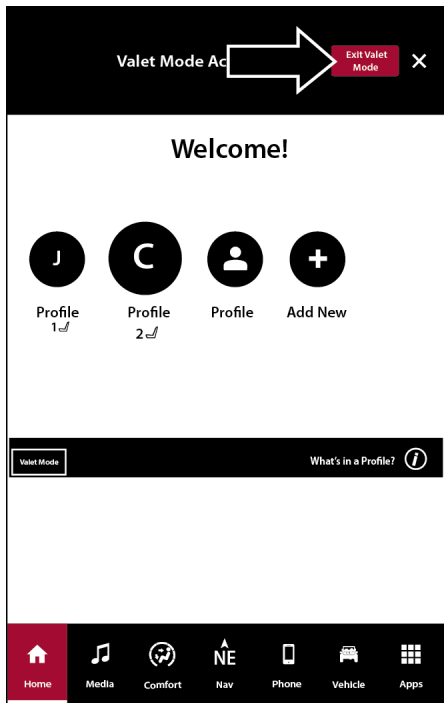 Valet Mode Ac
Exit Valet
Mode
Welcome!
J
C
Profile
1
Profile
2
Profile
Add New
Valet Mode
What's in a Profile?
i
NE
Home
Media
Comfort
Nav
Phone
Vehicle
Apps